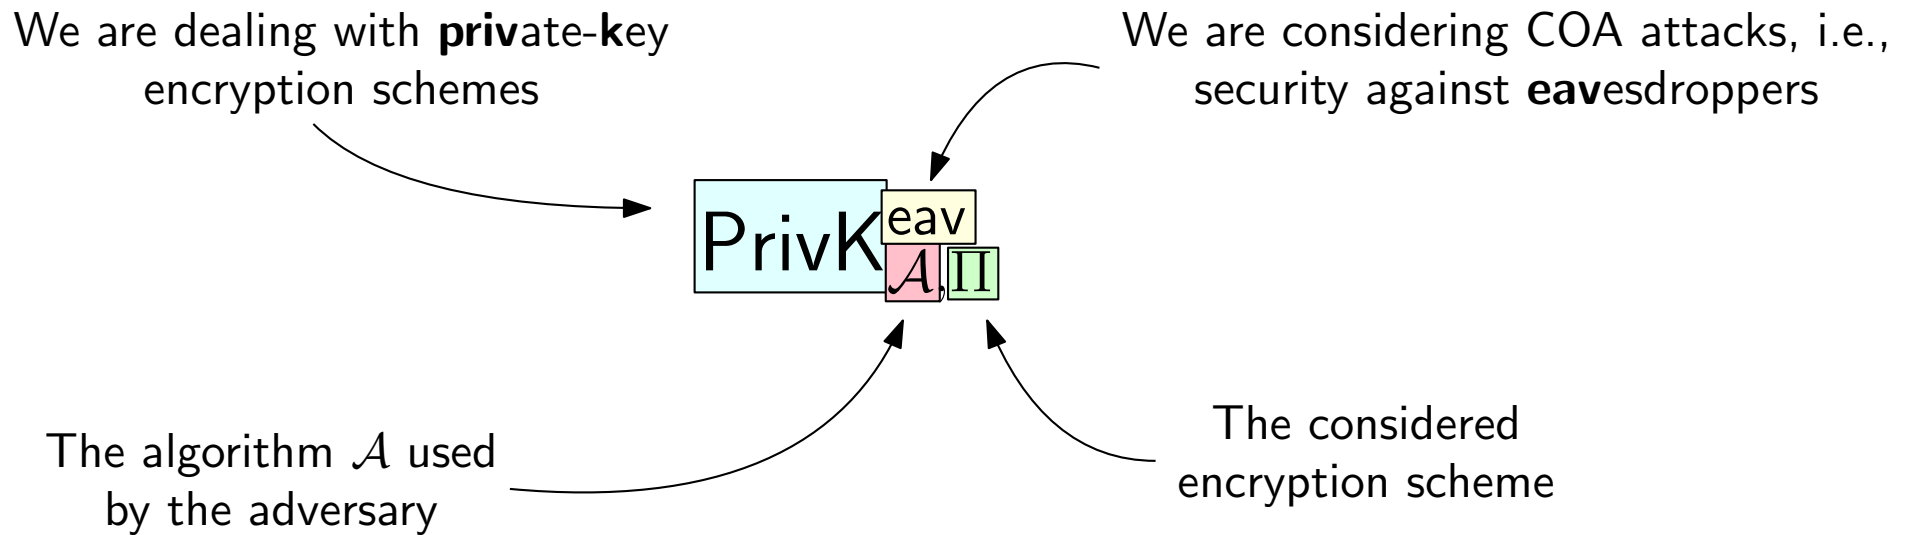 We are dealing with private-key
encryption schemes
We are considering COA attacks, i.e.,
security against eavesdroppers
PrivK
eav
𝒜,Π
The algorithm 𝒜 used
by the adversary
The considered
encryption scheme